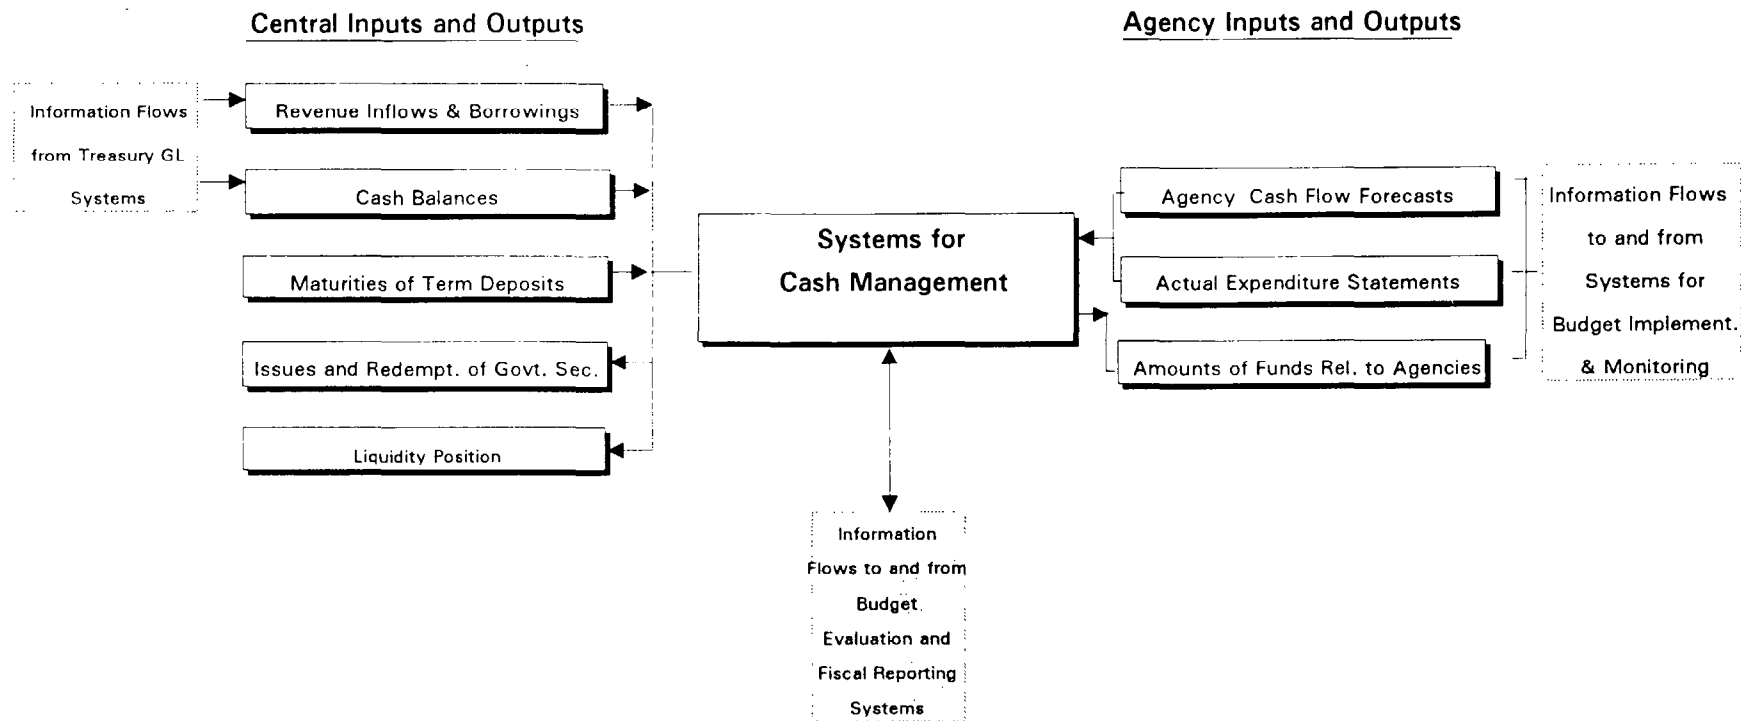 Central Inputs and Outputs
Agency Inputs and Outputs
Information Flows
from Treasury GL
Systems
Revenue Inflows & Borrowings
Cash Balances
Maturities of Term Deposits
Issues and Redempt. of Govt. Sec.
Liquidity Position
Systems for
Cash Management
Agency Cash Flow Forecasts
Actual Expenditure Statements
Amounts of Funds Rel. to Agencies
Information Flows
to and from
Systems for
Budget Implement.
& Monitoring
Information
Flows to and from
Budget
Evaluation and
Fiscal Reporting
Systems